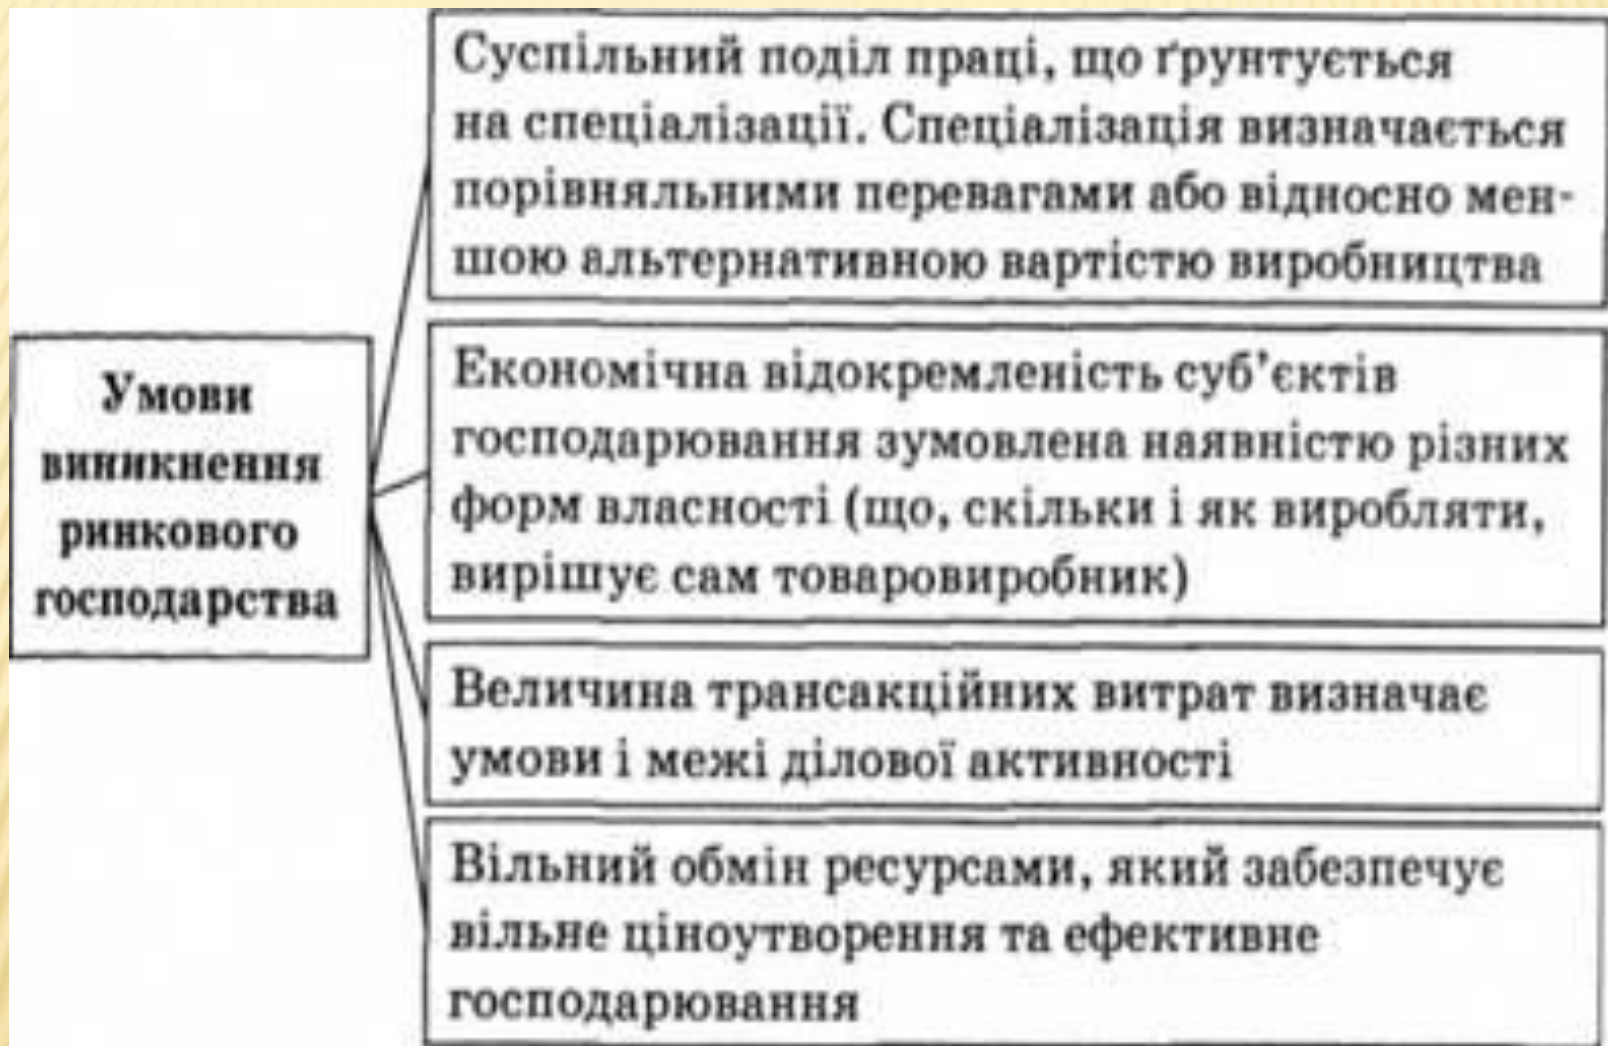 Умови
виникнення
ринкового
господарства
Суспільний поділ праці, що ґрунтується
на спеціалізації. Спеціалізація визначається
порівняльними перевагами або відносно мен-
шою альтернативною вартістю виробництва
Економічна відокремленість суб’єктів
господарювання зумовлена наявністю різних
форм власності (що, скільки і як виробляти,
вирішує сам товаровиробник)
Величина трансакційних витрат визначає
умови і межі ділової активності
Вільний обмін ресурсами, який забезпечує
вільне ціноутворення та ефективне
господарювання